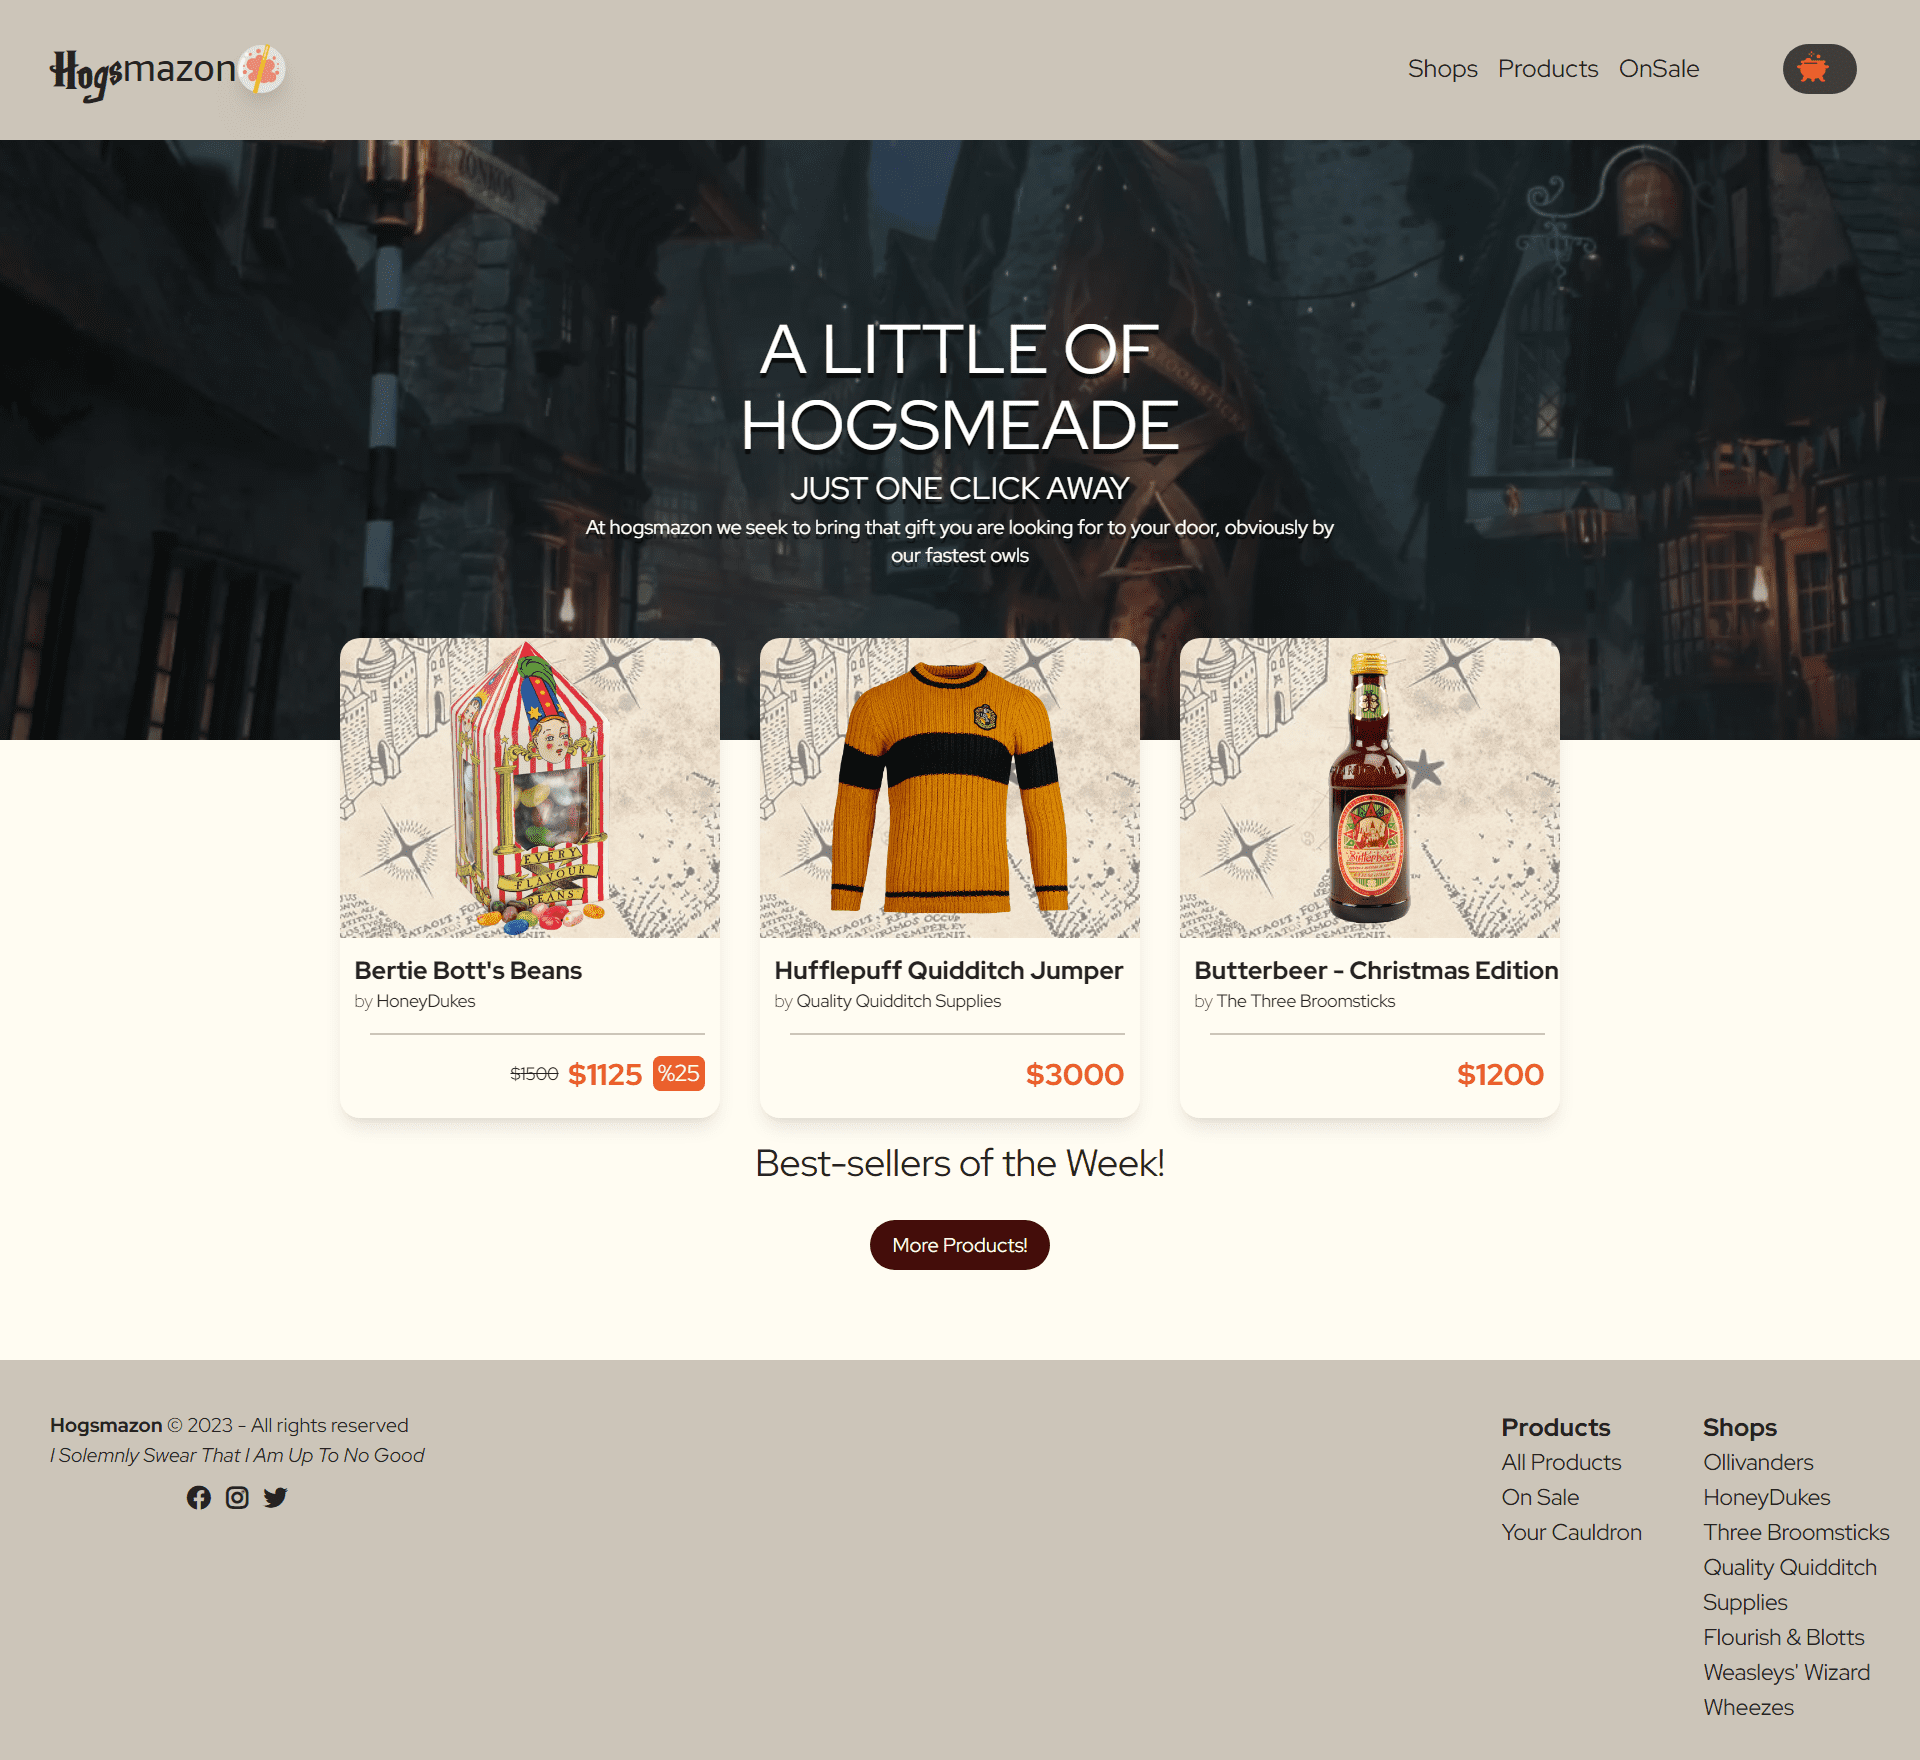 Hogsmazon
Shops Products OnSale
ZONKO'S
A LITTLE OF
HOGSMEADE
JUST ONE CLICK AWAY
At hogsmazon we seek to bring that gift you are looking for to your door, obviously by
our fastest owls
EVERY
FLAVOUR
BEANS
Butterbeer
Bertie Bott's Beans
by HoneyDukes
$1500 $1125 %25
Hufflepuff Quidditch Jumper
by Quality Quidditch Supplies
$3000
Butterbeer - Christmas Edition
by The Three Broomsticks
$1200
Best-sellers of the Week!
More Products!
Hogsmazon © 2023 - All rights reserved
I Solemnly Swear That I Am Up To No Good
Products
All Products
On Sale
Your Cauldron
Shops
Ollivanders
HoneyDukes
Three Broomsticks
Quality Quidditch
Supplies
Flourish & Blotts
Weasleys' Wizard
Wheezes